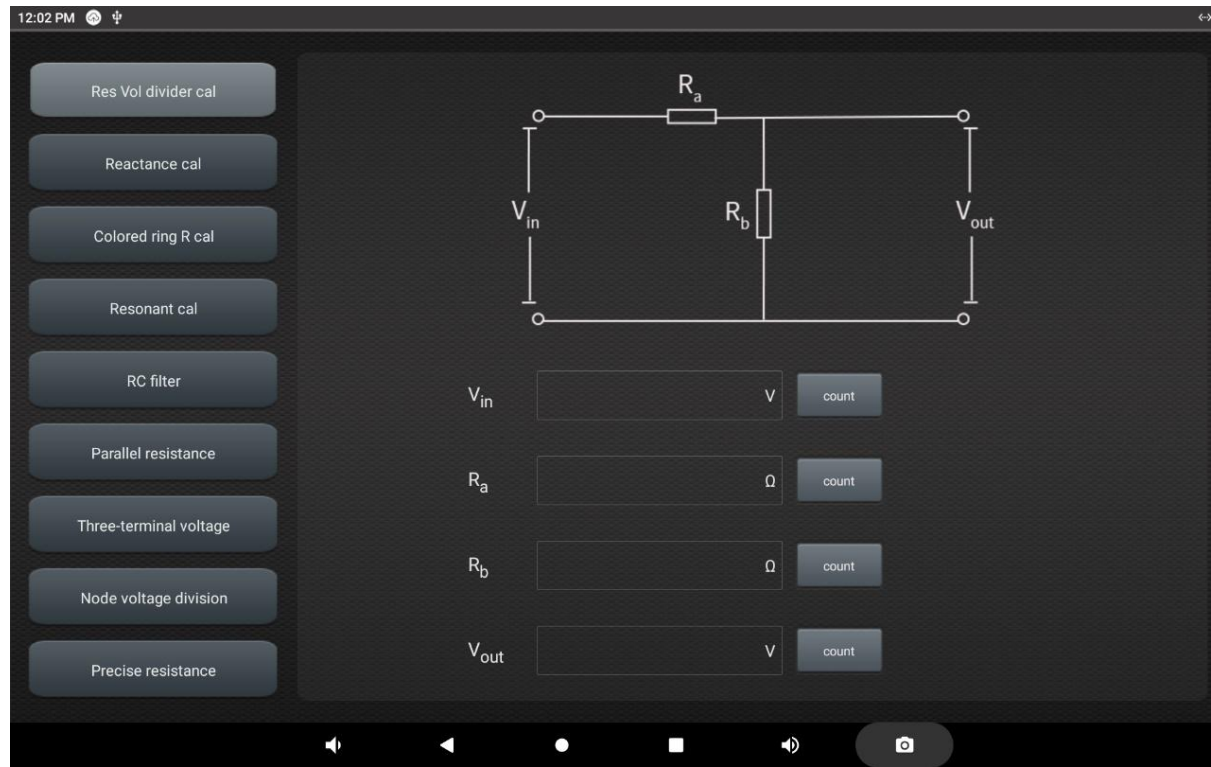 12:02 PM
Res Vol divider cal
Reactance cal
Colored ring R cal
Resonant cal
RC filter
Parallel resistance
Three-terminal voltage
Node voltage division
Precise resistance
Ra
Vin
Rb
Vout
Vin V count
Ra Ω count
Rb Ω count
Vout V count